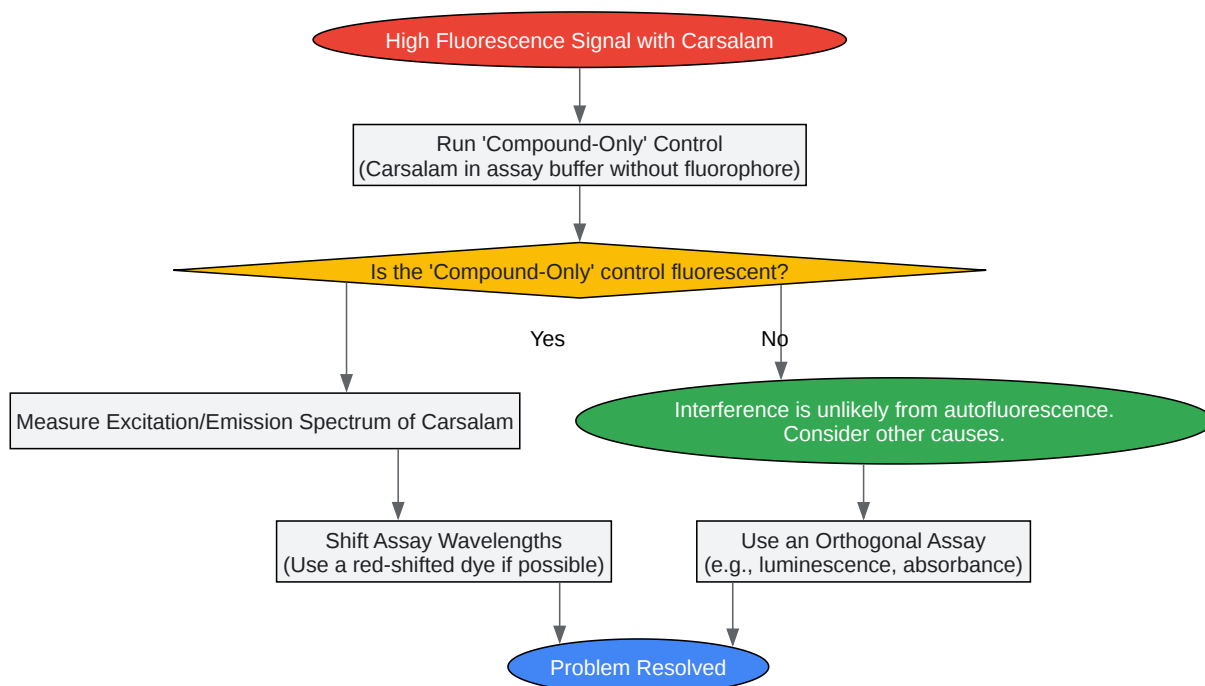 High Fluorescence Signal with Carsalam
Run 'Compound-Only' Control
(Carsalam in assay buffer without fluorophore)
Is the 'Compound-Only' control fluorescent?
Yes
No
Measure Excitation/Emission Spectrum of Carsalam
Interference is unlikely from autofluorescence.
Consider other causes.
Shift Assay Wavelengths
(Use a red-shifted dye if possible)
Use an Orthogonal Assay
(e.g., luminescence, absorbance)
Problem Resolved